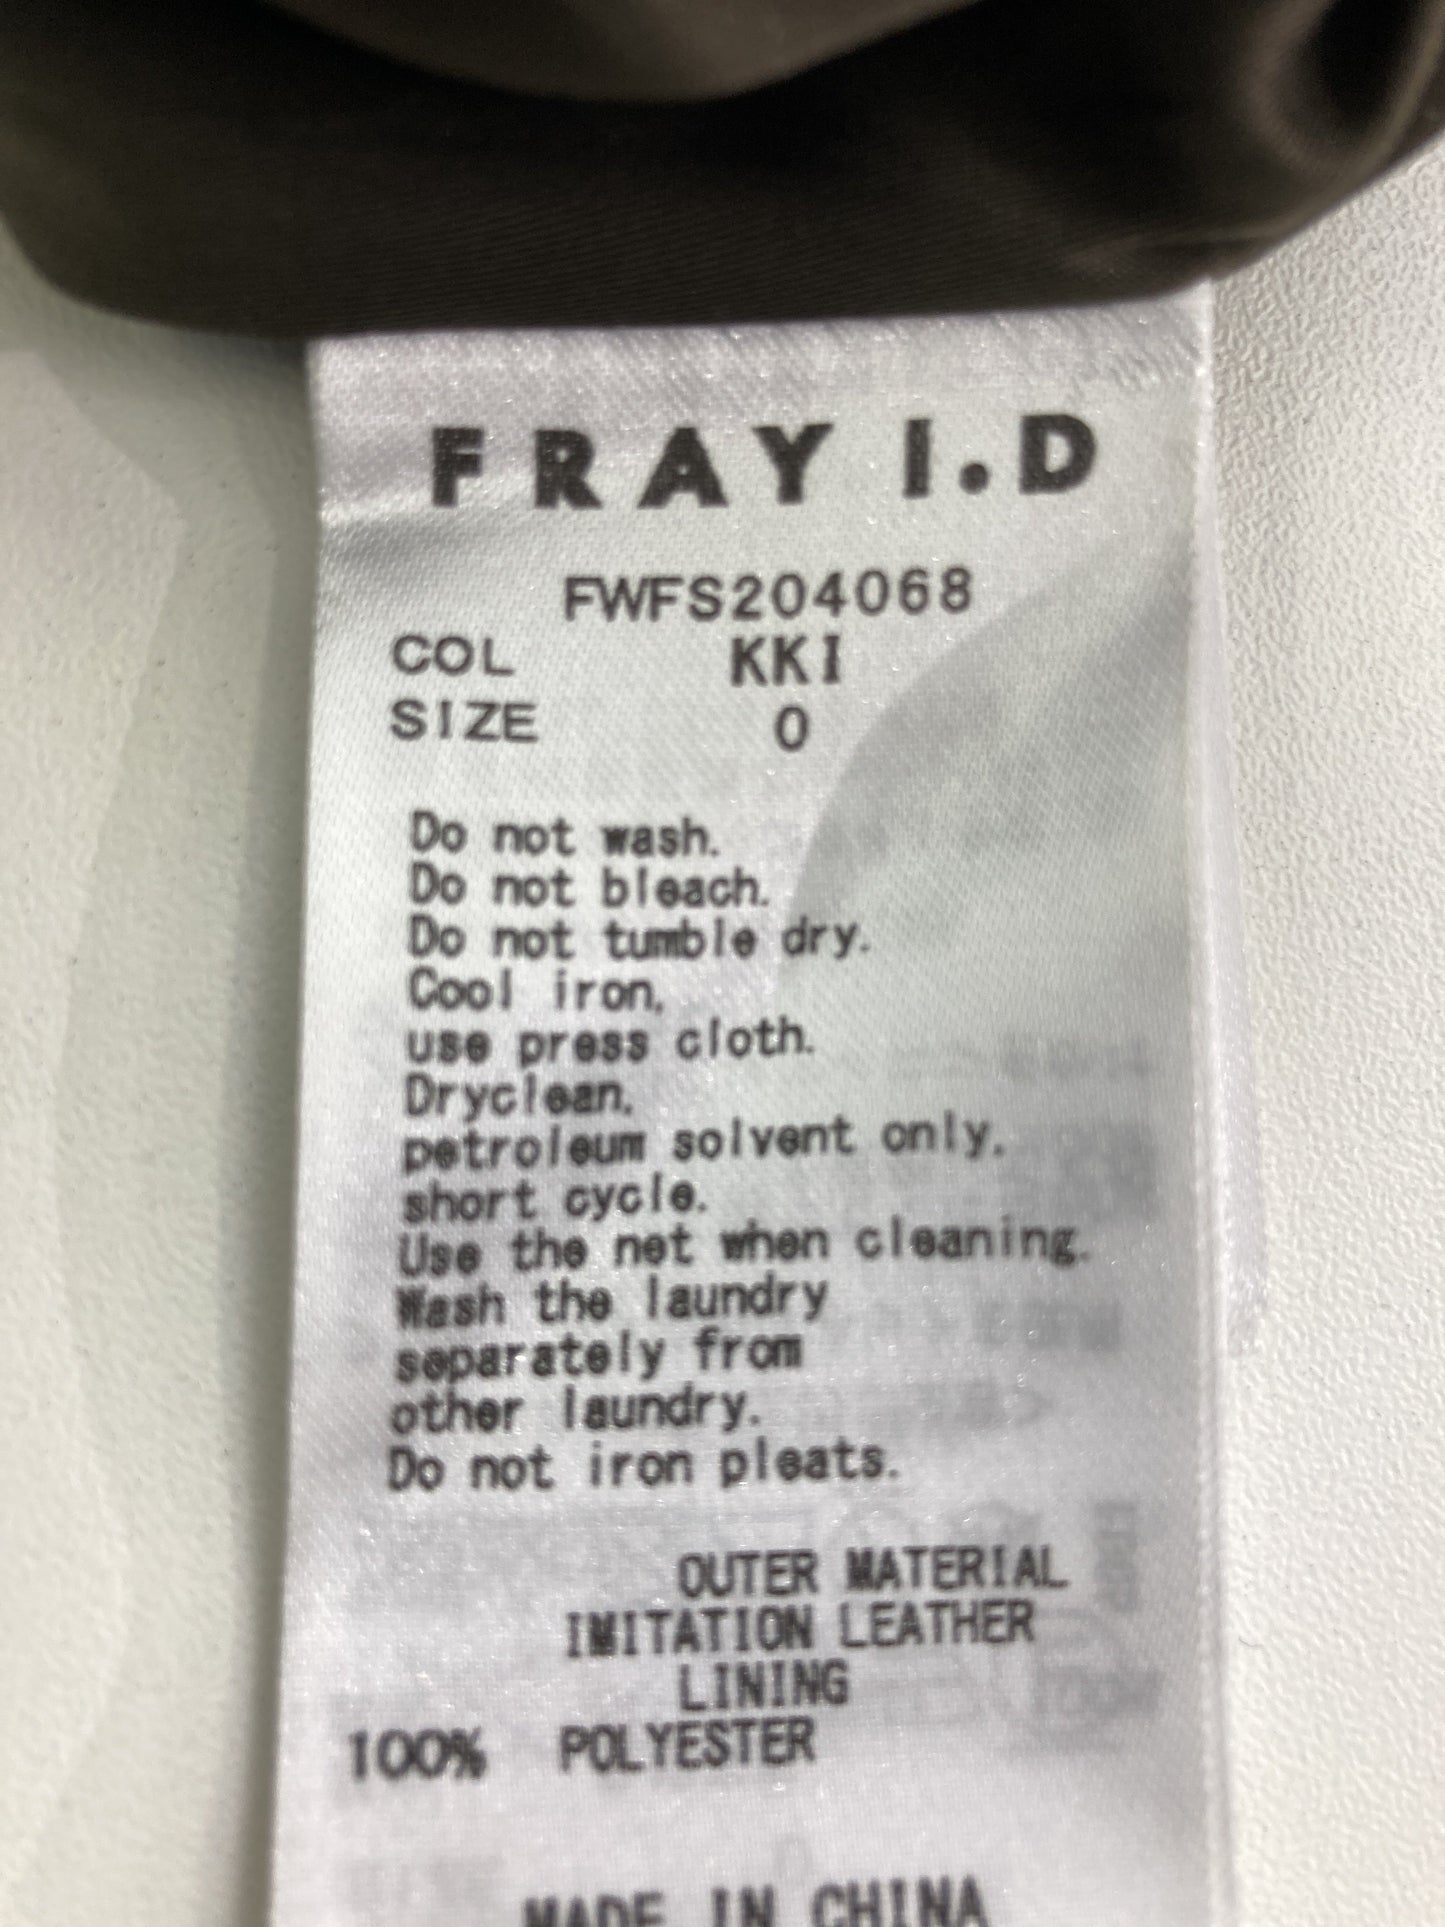 FRAY I.D
FWFS204068
COL KKI
SIZE 0
Do not wash.
Do not bleach.
Do not tumble dry.
Cool iron,
use press cloth.
Dryclean,
petroleum solvent only,
short cycle.
Use the net when cleaning.
Wash the laundry
separately from
other laundry.
Do not iron pleats.
OUTER MATERIAL
IMITATION LEATHER
LINING
100% POLYESTER
MADE IN CHINA